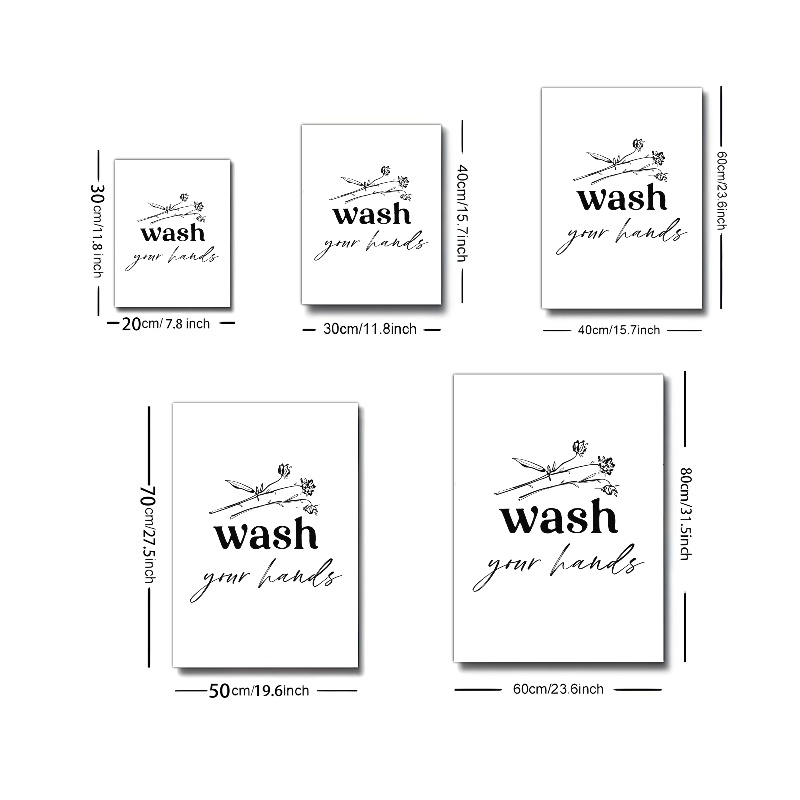 30cm/11.8 inch
wash
your hands
20cm/ 7.8 inch
wash
your hands
40cm/15.7inch
30cm/11.8inch
wash
your hands
60cm/23.6inch
40cm/15.7inch
70cm/27.5inch
wash
your hands
50cm/19.6inch
wash
your hands
80cm/31.5inch
60cm/23.6inch